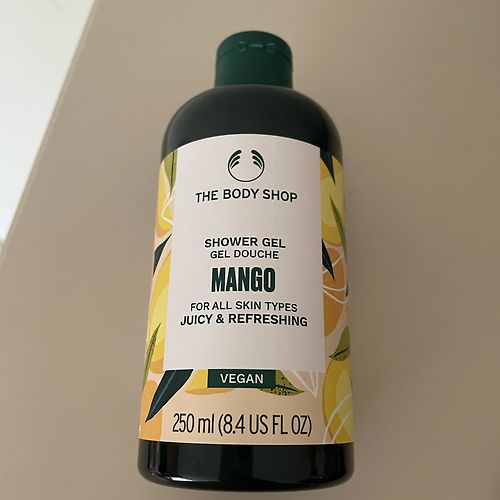 THE BODY SHOP
SHOWER GEL
GEL DOUCHE
MANGO
FOR ALL SKIN TYPES
JUICY & REFRESHING
VEGAN
250 ml (8.4 US FL OZ)